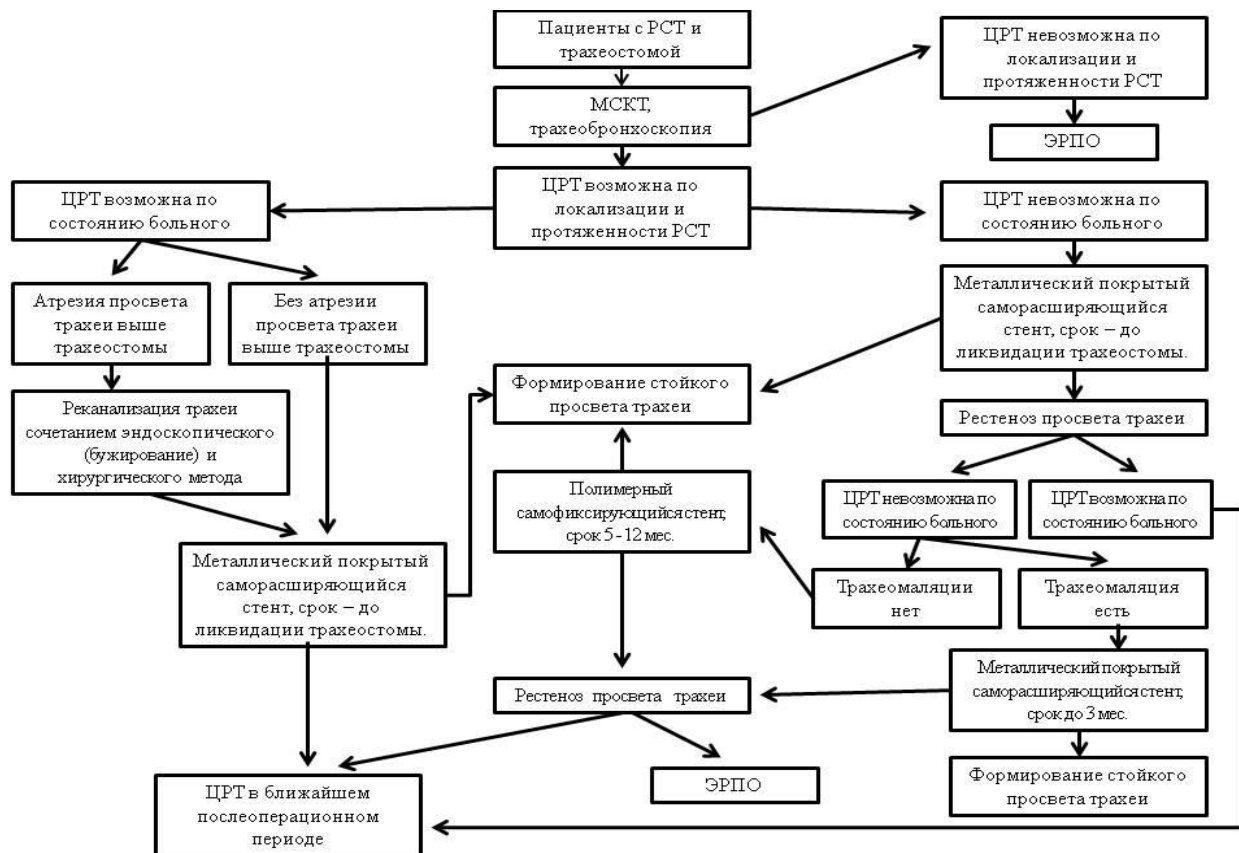 Пациенты с РСТ и
трахеостомой
ЦРТ невозможна по
локализации и
протяженности РСТ
МСКТ,
трахеобронхоскопия
ЭРПО
ЦРТ возможна по
состоянию больного
ЦРТ возможна по
локализации и
протяженности РСТ
ЦРТ невозможна по
состоянию больного
Атрезия просвета
трахеи выше
трахеостомы
Без атрезии
просвета трахеи
выше трахеостомы
Металлический покрытый
саморасширяющийся
стент, срок – до
ликвидации трахеостомы.
Формирование стойкого
просвета трахеи
Реканализация трахеи
сочетанием эндоскопического
(бужирование) и
хирургического метода
Рестеноз просвета трахеи
Полимерный
самофиксирующийся стент,
срок 5 - 12 мес.
ЦРТ невозможна по
состоянию больного
ЦРТ возможна по
состоянию больного
Металлический покрытый
саморасширяющийся
стент, срок – до
ликвидации трахеостомы.
Трахеомаляции
нет
Трахеомаляция
есть
Рестеноз просвета трахеи
Металлический покрытый
саморасширяющийся стент,
срок до 3 мес.
ЦРТ в ближайшем
послеоперационном
периоде
ЭРПО
Формирование стойкого
просвета трахеи